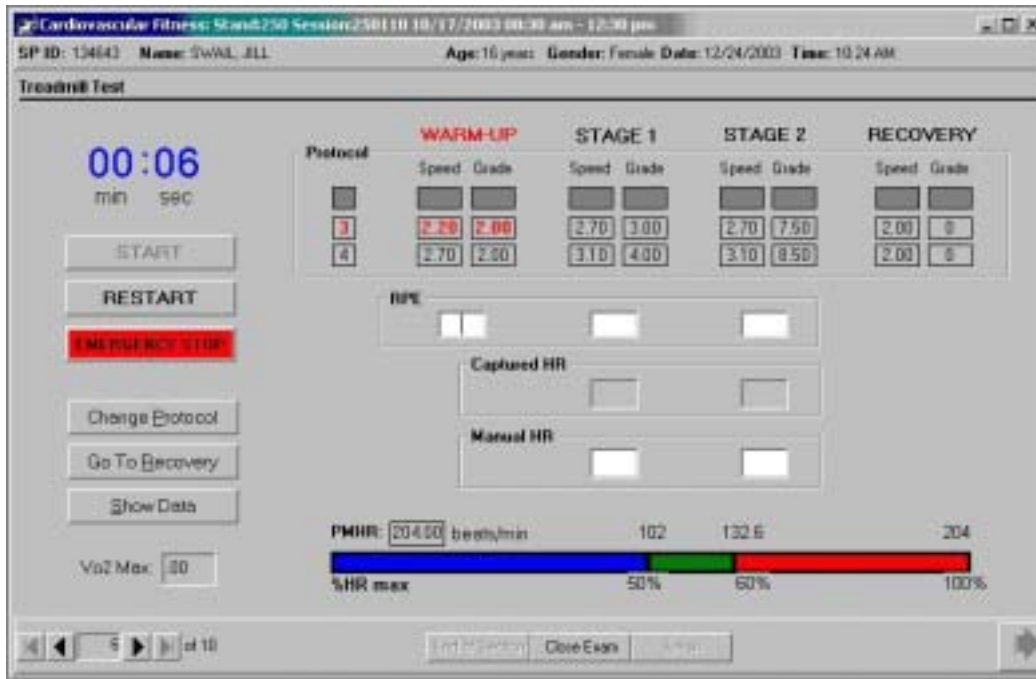 Cardiovascular Fitness: Stand:250 Session:250110 10/17/2003 08:30 am - 12:30 pm
SP ID: 134643 Name: SWAIL, JILL Age: 16 years Gender: Female Date: 12/24/2003 Time: 10:24 AM
Treadmill Test
WARM-UP STAGE 1 STAGE 2 RECOVERY
Protocol Speed Grade Speed Grade Speed Grade Speed Grade
00:06
min sec
3 2.20 2.00 2.70 3.00 2.70 7.50 2.00 0
4 2.70 2.00 3.10 4.00 3.10 8.50 2.00 0
START
RESTART
EMERGENCY STOP
RPE
Captured HR
Manual HR
Change Protocol
Go To Recovery
Show Data
Vo2 Max: .00
PMHR: 204.00 beats/min 102 132.6 204
%HR max 50% 60% 100%
6 of 10
Close Exam